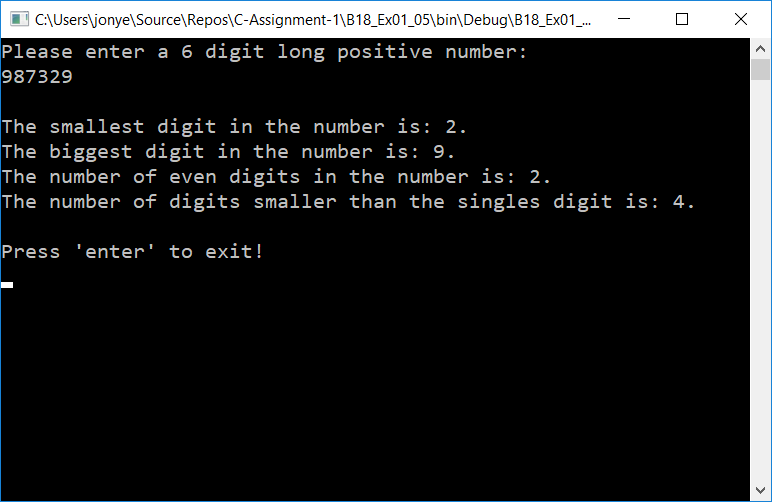 C:\Users\jonye\Source\Repos\C-Assignment-1\B18_Ex01_05\bin\Debug\B18_Ex01_...
Please enter a 6 digit long positive number:
987329
The smallest digit in the number is: 2.
The biggest digit in the number is: 9.
The number of even digits in the number is: 2.
The number of digits smaller than the singles digit is: 4.
Press 'enter' to exit!